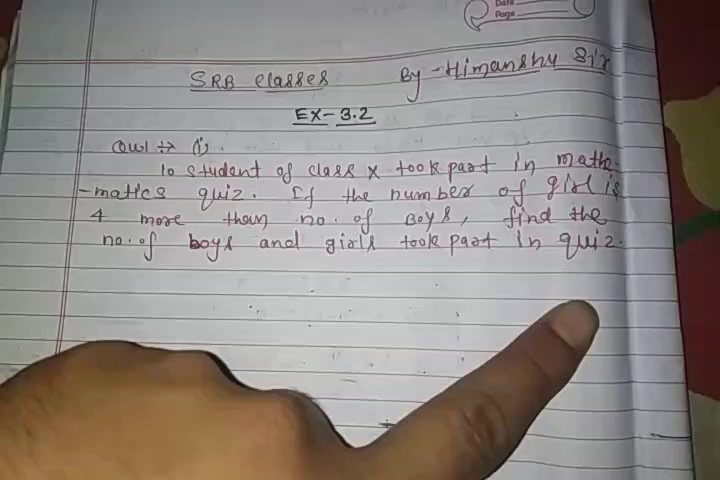 Date
Page
SRB classes By - Himanshu Sir
EX- 3.2
(i).
10 student of class X took part in mathe-
-matics quiz. If the number of girl is
4 more than no. of Boys, find the
no. of boys and girls took part in quiz.